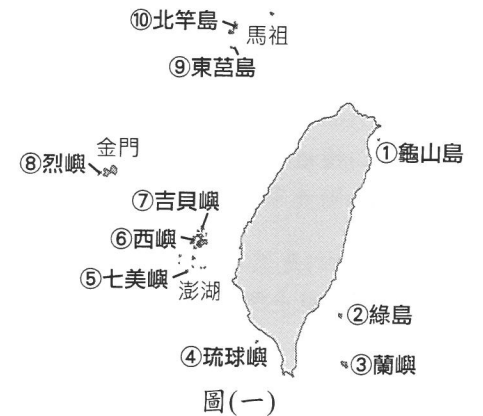 ⑩北竿島
馬祖
⑨東莒島
①龜山島
金門
⑧烈嶼
⑦吉貝嶼
⑥西嶼
⑤七美嶼
澎湖
②綠島
④琉球嶼
③蘭嶼
圖(一)